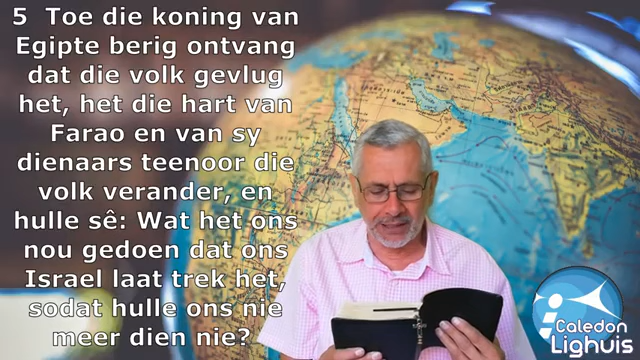 5 Toe die koning van
Egipte berig ontvang
dat die volk gevlug
het, het die hart van
Farao en van sy
dienaars teenoor die
volk verander, en
hulle sê: Wat het ons
nou gedoen dat ons
Israel laat trek het,
sodat hulle ons nie
meer dien nie?
Caledon
Lighuis